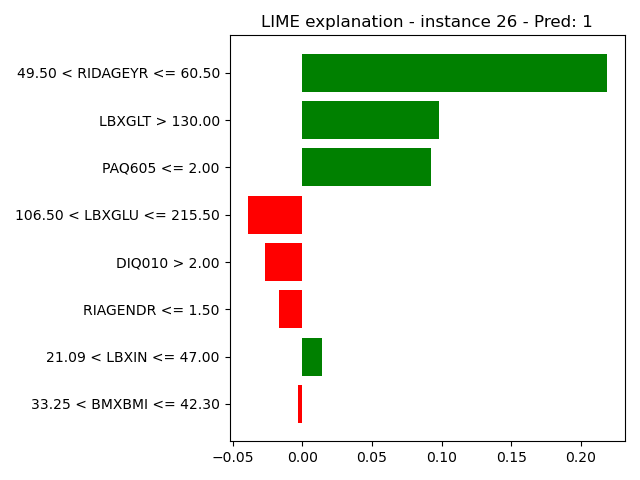 LIME explanation - instance 26 - Pred: 1
49.50 < RIDAGEYR <= 60.50
LBXGLT > 130.00
PAQ605 <= 2.00
106.50 < LBXGLU <= 215.50
DIQ010 > 2.00
RIAGENDR <= 1.50
21.09 < LBXIN <= 47.00
33.25 < BMXBMI <= 42.30
−0.05 0.00 0.05 0.10 0.15 0.20